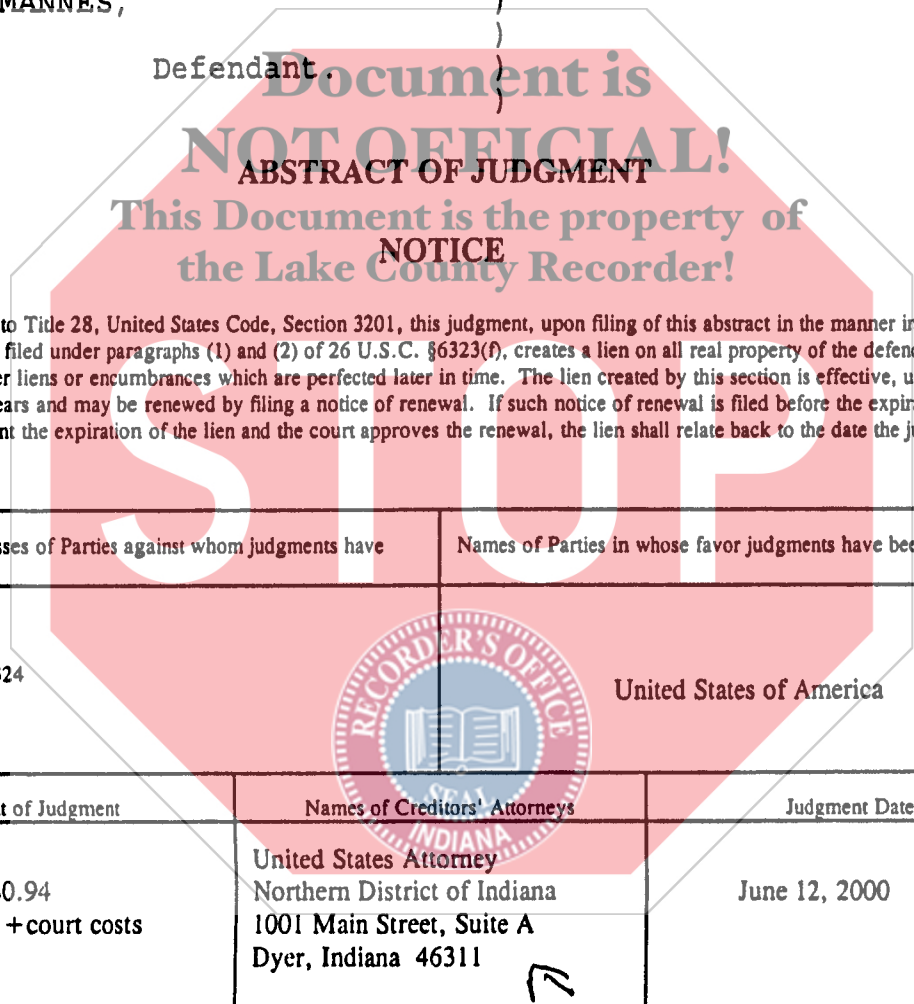 MANNES,
)
Defendant.
)
)
Document is
NOT OFFICIAL!
ABSTRACT OF JUDGMENT
This Document is the property of
NOTICE
the Lake County Recorder!
to Title 28, United States Code, Section 3201, this judgment, upon filing of this abstract in the manner in
filed under paragraphs (1) and (2) of 26 U.S.C. §6323(f), creates a lien on all real property of the defen
er liens or encumbrances which are perfected later in time. The lien created by this section is effective, u
ears and may be renewed by filing a notice of renewal. If such notice of renewal is filed before the expir
nt the expiration of the lien and the court approves the renewal, the lien shall relate back to the date the j
STOP
sses of Parties against whom judgments have
Names of Parties in whose favor judgments have bee
324
United States of America
RECORDER'S OFFICE
SEAL
INDIANA
t of Judgment
Names of Creditors' Attorneys
Judgment Date
0.94
+court costs
United States Attorney
Northern District of Indiana
1001 Main Street, Suite A
Dyer, Indiana 46311
June 12, 2000